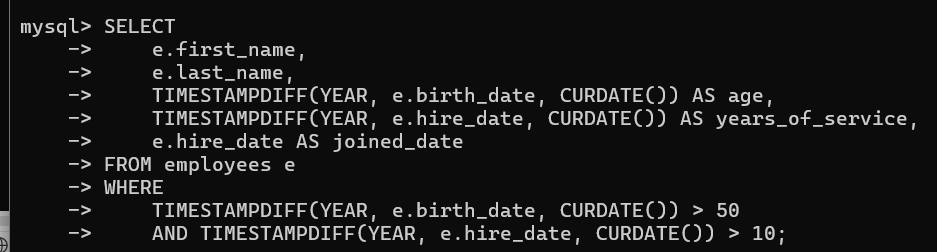 mysql> SELECT
    ->     e.first_name,
    ->     e.last_name,
    ->     TIMESTAMPDIFF(YEAR, e.birth_date, CURDATE()) AS age,
    ->     TIMESTAMPDIFF(YEAR, e.hire_date, CURDATE()) AS years_of_service,
    ->     e.hire_date AS joined_date
    -> FROM employees e
    -> WHERE
    ->     TIMESTAMPDIFF(YEAR, e.birth_date, CURDATE()) > 50
    ->     AND TIMESTAMPDIFF(YEAR, e.hire_date, CURDATE()) > 10;